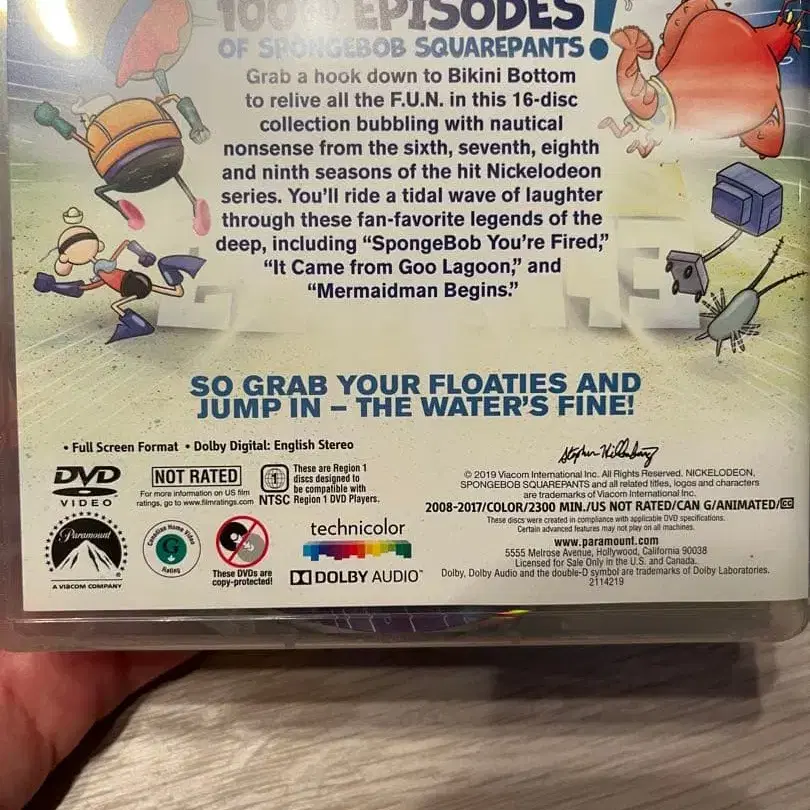 100 EPISODES!
OF SPONGEBOB SQUAREPANTS
Grab a hook down to Bikini Bottom
to relive all the F.U.N. in this 16-disc
collection bubbling with nautical
nonsense from the sixth, seventh, eighth
and ninth seasons of the hit Nickelodeon
series. You'll ride a tidal wave of laughter
through these fan-favorite legends of the
deep, including “SpongeBob You're Fired,”
“It Came from Goo Lagoon,” and
“Mermaidman Begins.”
SO GRAB YOUR FLOATIES AND
JUMP IN – THE WATER'S FINE!
• Full Screen Format • Dolby Digital: English Stereo
DVD
VIDEO
NOT RATED
For more information on US film
ratings, go to www.filmratings.com
1
NTSC
These are Region 1
discs designed to
be compatible with
Region 1 DVD Players.
Paramount
A VIACOM COMPANY
Canadian Home Video
G
Rating
These DVDs are
copy-protected!
technicolor
DOLBY AUDIO™
Stephen Hillenburg
© 2019 Viacom International Inc. All Rights Reserved. NICKELODEON,
SPONGEBOB SQUAREPANTS and all related titles, logos and characters
are trademarks of Viacom International Inc.
2008-2017/COLOR/2300 MIN./US NOT RATED/CAN G/ANIMATED/CC
These discs were created in compliance with applicable DVD specifications.
Certain advanced features may not play on all machines.
www.paramount.com
5555 Melrose Avenue, Hollywood, California 90038
Licensed for Sale Only in the U.S. and Canada.
Dolby, Dolby Audio and the double-D symbol are trademarks of Dolby Laboratories.
2114219